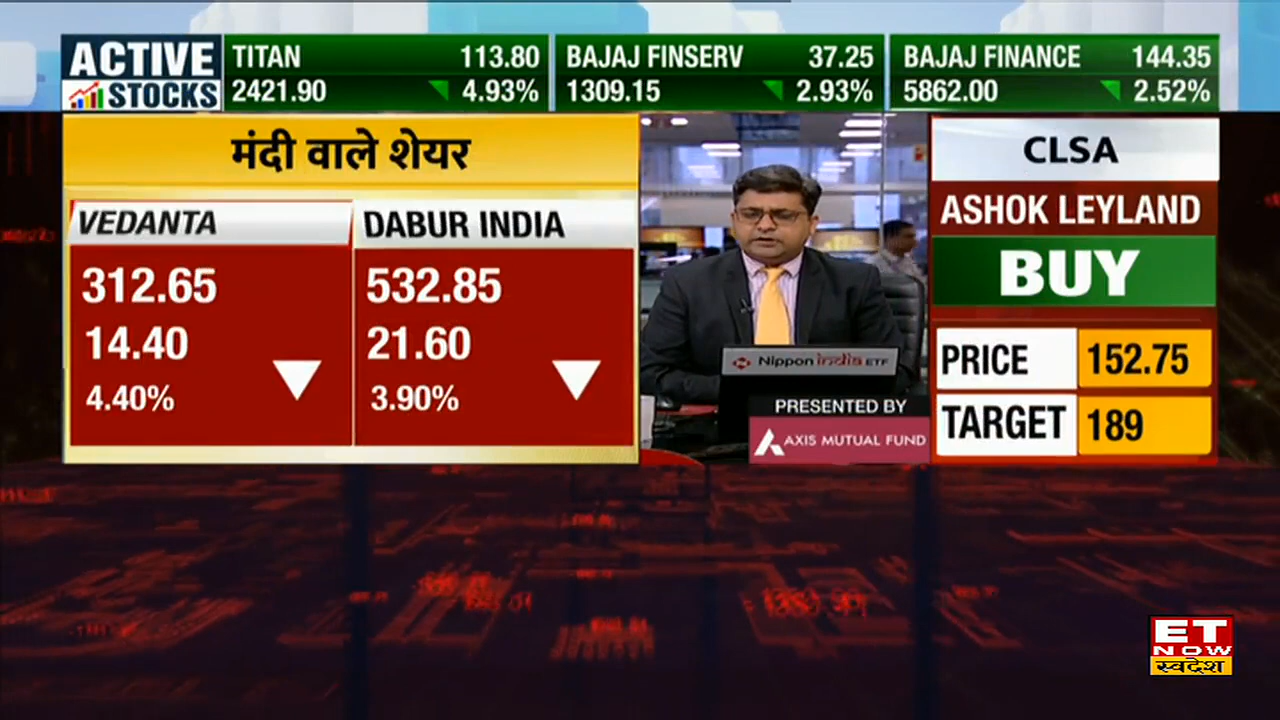 ACTIVE
STOCKS
TITAN 113.80
2421.90 4.93%
BAJAJ FINSERV 37.25
1309.15 2.93%
BAJAJ FINANCE 144.35
5862.00 2.52%
मंदी वाले शेयर
VEDANTA
312.65
14.40
4.40%
DABUR INDIA
532.85
21.60
3.90%
Nippon india ETF
PRESENTED BY
AXIS MUTUAL FUND
CLSA
ASHOK LEYLAND
BUY
PRICE 152.75
TARGET 189
ET
NOW
स्वदेश